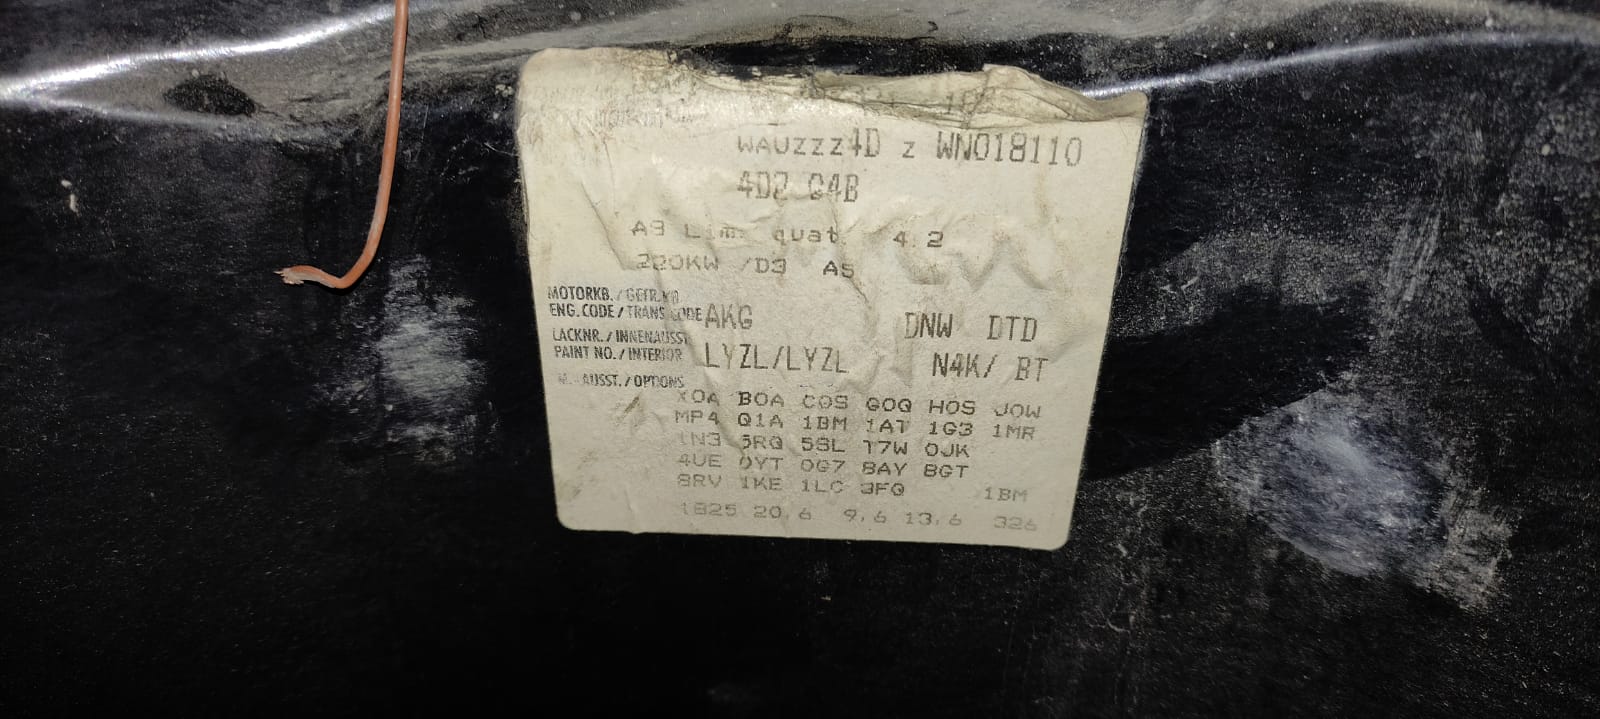 WAUZZZ4D Z WN018110
4D2 G4B
A8 Lim. quat 4.2
220KW /D3 A5
MOTORKB. / GETR.KB.
ENG. CODE / TRANS CODE AKG DNW DTD
LACKNR. / INNENAUSST.
PAINT NO. / INTERIOR LYZL/LYZL N4K/ BT
M.-AUSST. / OPTIONS
X0A B0A C0S G0G H0S J0W
MP4 Q1A 1BM 1AT 1G3 1MR
1N3 5RQ 5SL T7W 0JK
4UE 0YT 0G7 8AY 8GT
8RV 1KE 1LC 3FQ 1BM
1825 20.6 9.6 13.6 326